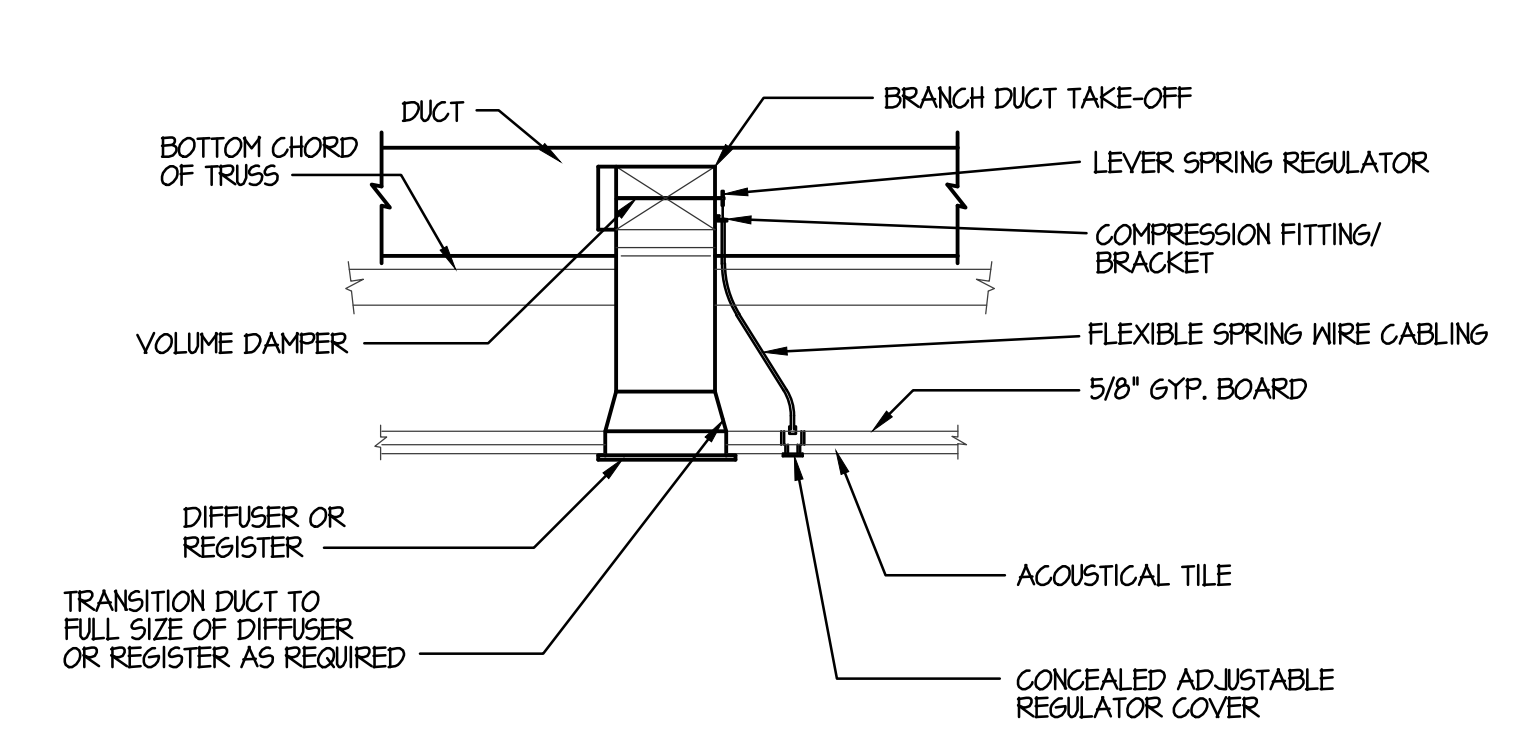 DUCT
BRANCH DUCT TAKE-OFF
BOTTOM CHORD
OF TRUSS
LEVER SPRING REGULATOR
COMPRESSION FITTING/
BRACKET
VOLUME DAMPER
FLEXIBLE SPRING WIRE CABLING
5/8" GYP. BOARD
DIFFUSER OR
REGISTER
ACOUSTICAL TILE
TRANSITION DUCT TO
FULL SIZE OF DIFFUSER
OR REGISTER AS REQUIRED
CONCEALED ADJUSTABLE
REGULATOR COVER